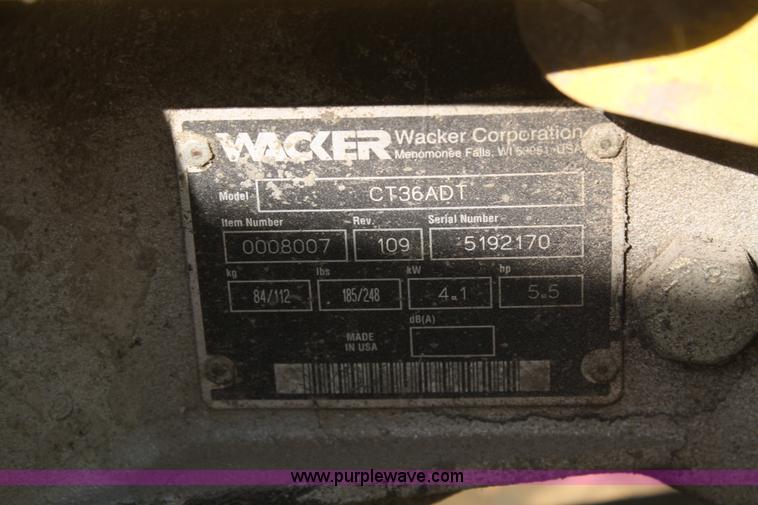 WACKER Wacker Corporation
Menomonee Falls, WI 53051 USA
Model CT36AD1
Item Number Rev. Serial Number
0008007 109 5192170
kg lbs kW hp
84/112 185/248 4.1 5.5
dB(A)
MADE
IN USA
www.purplewave.com